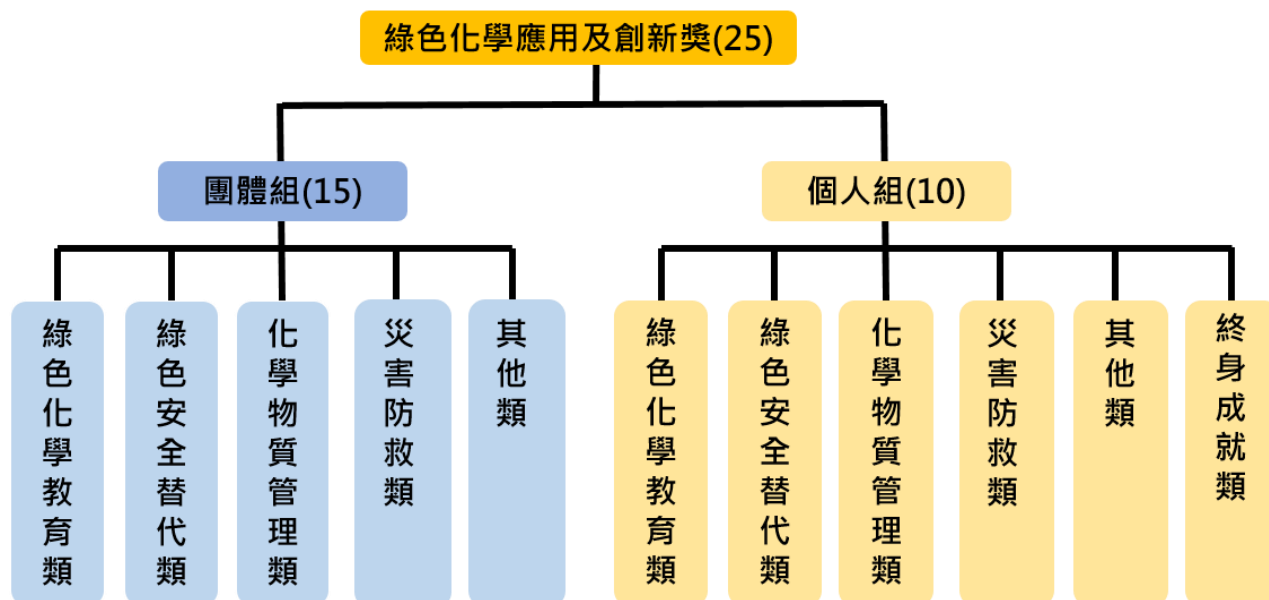 綠色化學應用及創新獎(25)
團體組(15)
個人組(10)
綠色化學教育類
綠色安全替代類
化學物質管理類
災害防救類
其他類
綠色化學教育類
綠色安全替代類
化學物質管理類
災害防救類
其他類
終身成就類